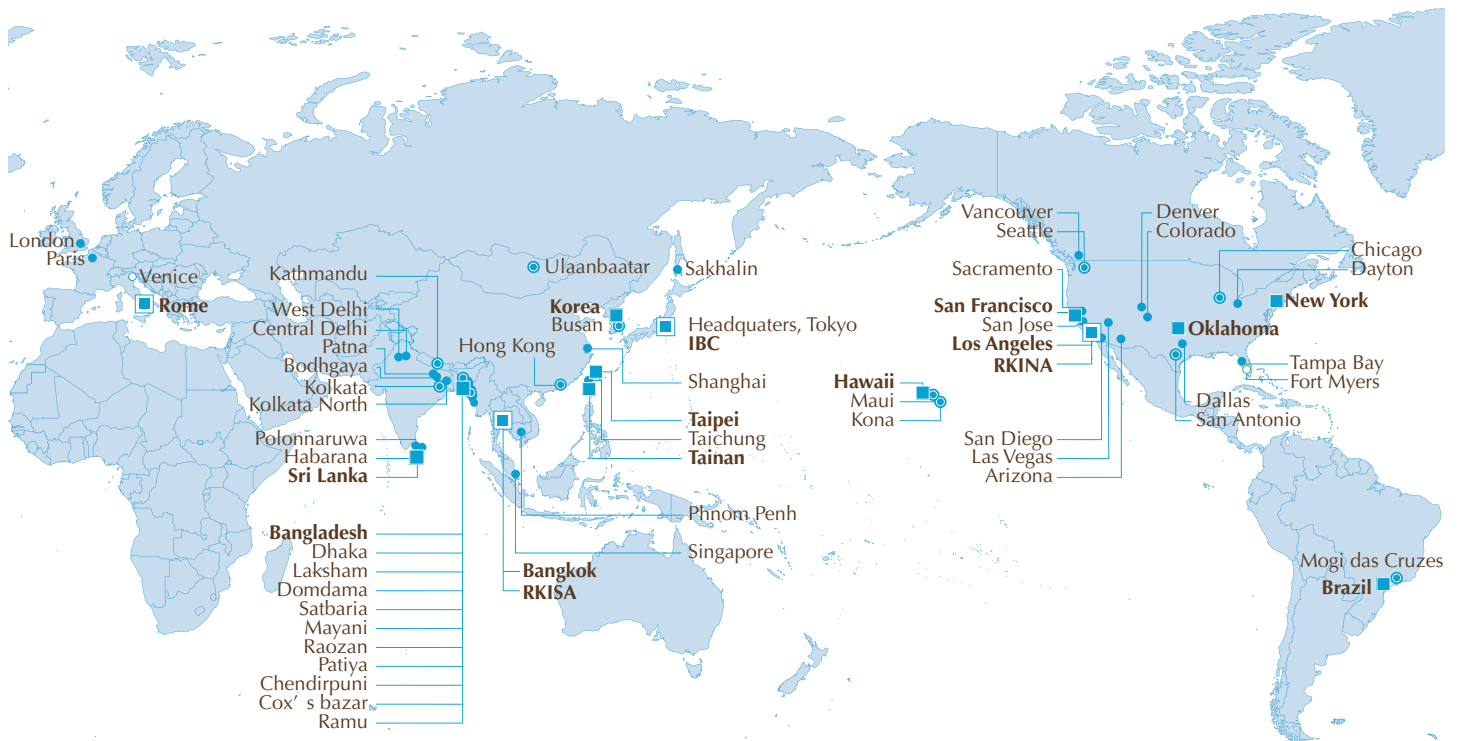 London
Paris
Venice
Rome
Kathmandu
West Delhi
Central Delhi
Patna
Bodhgaya
Kolkata
Kolkata North
Polonnaruwa
Habarana
Sri Lanka
Bangladesh
Dhaka
Laksham
Domdama
Satbaria
Mayani
Raozan
Patiya
Chendirpuni
Cox’ s bazar
Ramu
Ulaanbaatar
Sakhalin
Korea
Busan
Hong Kong
Headquaters, Tokyo
IBC
Shanghai
Taipei
Taichung
Tainan
Phnom Penh
Singapore
Bangkok
RKISA
Hawaii
Maui
Kona
Vancouver
Seattle
Sacramento
San Francisco
San Jose
Los Angeles
RKINA
San Diego
Las Vegas
Arizona
Denver
Colorado
Chicago
Dayton
New York
Oklahoma
Tampa Bay
Fort Myers
Dallas
San Antonio
Mogi das Cruzes
Brazil